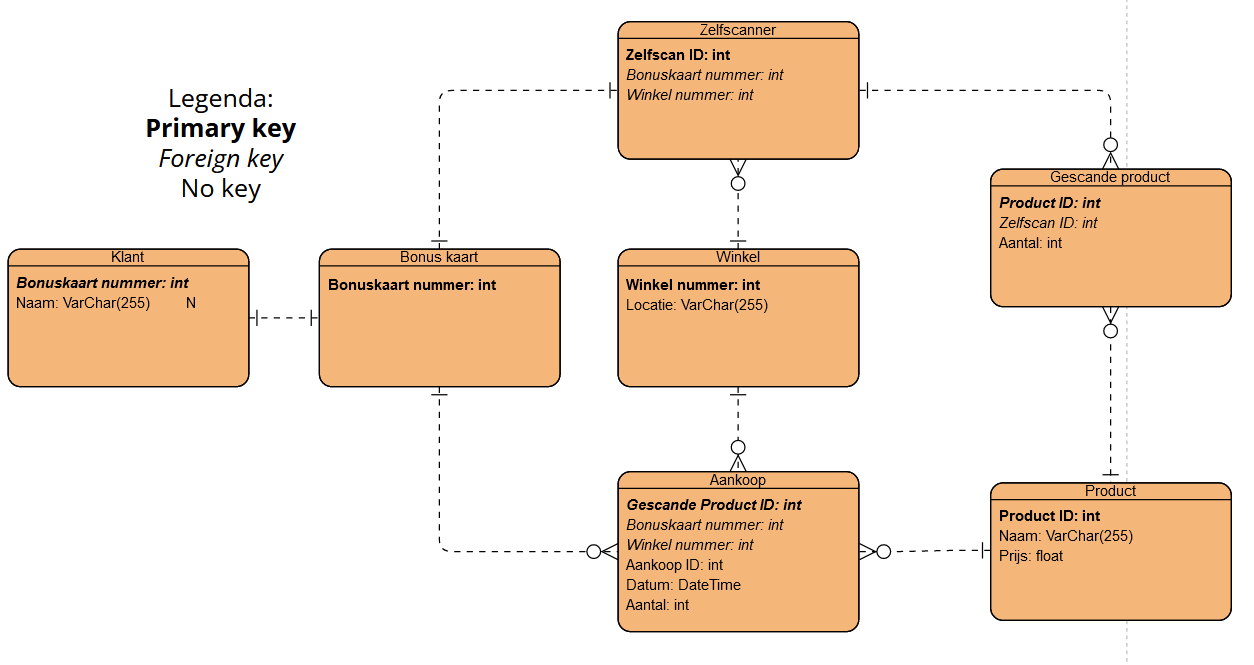 Legenda:
Primary key
Foreign key
No key
Zelfscanner
Zelfscan ID: int
Bonuskaart nummer: int
Winkel nummer: int
Gescande product
Product ID: int
Zelfscan ID: int
Aantal: int
Klant
Bonuskaart nummer: int
Naam: VarChar(255) N
Bonus kaart
Bonuskaart nummer: int
Winkel
Winkel nummer: int
Locatie: VarChar(255)
Aankoop
Gescande Product ID: int
Bonuskaart nummer: int
Winkel nummer: int
Aankoop ID: int
Datum: DateTime
Aantal: int
Product
Product ID: int
Naam: VarChar(255)
Prijs: float